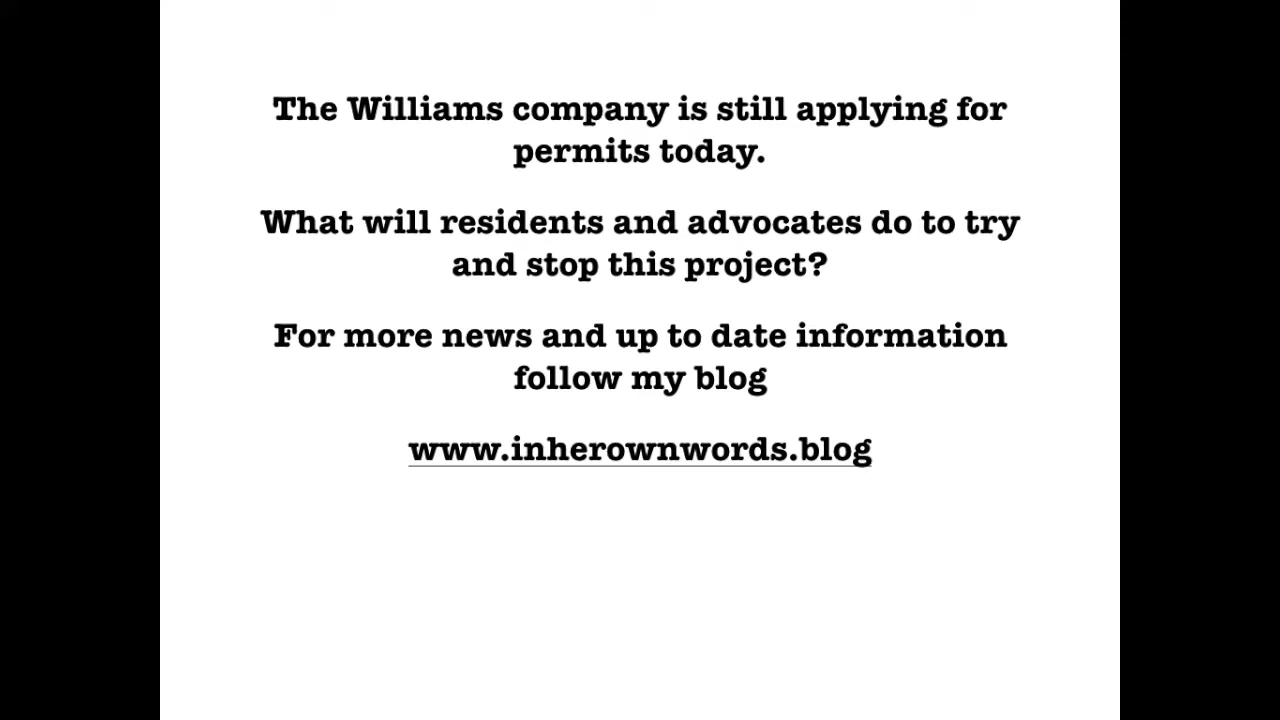 The Williams company is still applying for
permits today.
What will residents and advocates do to try
and stop this project?
For more news and up to date information
follow my blog
www.inherownwords.blog